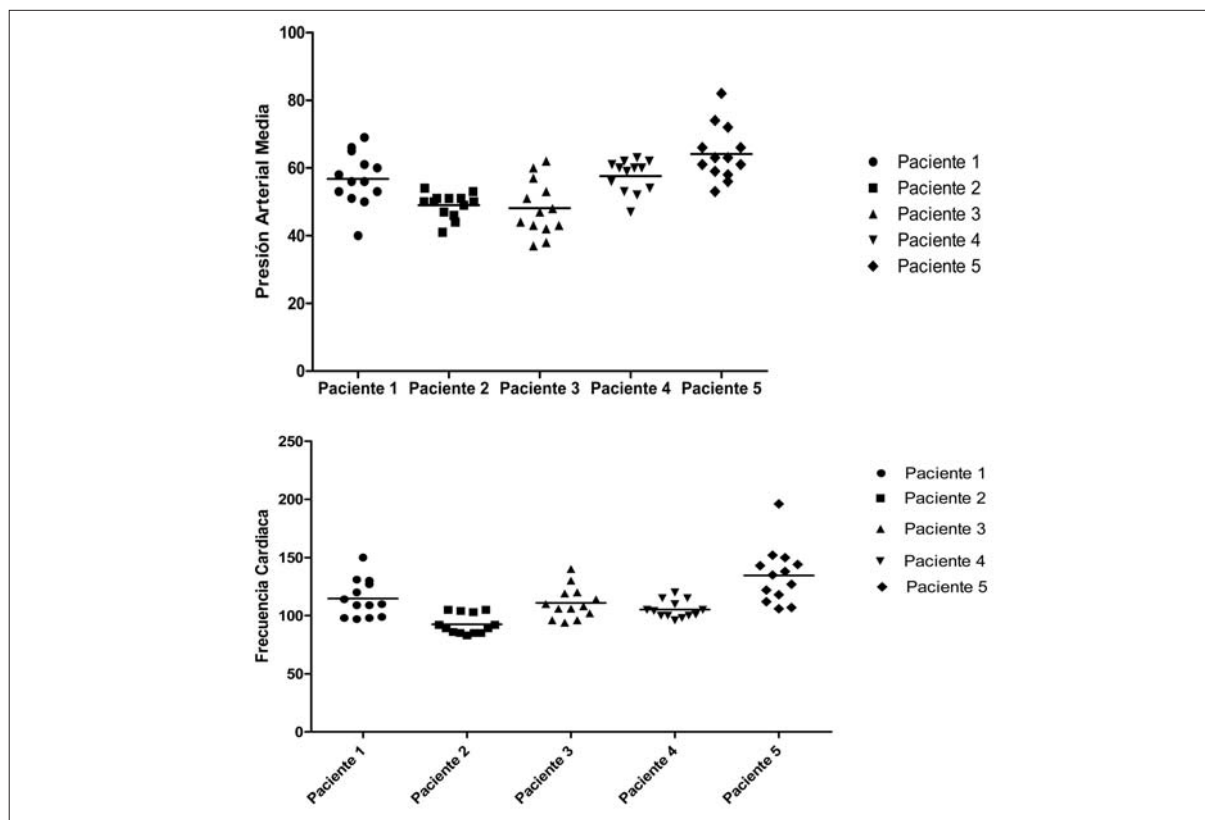 Presión Arterial Media
100
80
60
40
20
0
Paciente 1 Paciente 2 Paciente 3 Paciente 4 Paciente 5
Paciente 1
Paciente 2
Paciente 3
Paciente 4
Paciente 5
Frecuencia Cardiaca
250
200
150
100
50
0
Paciente 1 Paciente 2 Paciente 3 Paciente 4 Paciente 5
Paciente 1
Paciente 2
Paciente 3
Paciente 4
Paciente 5